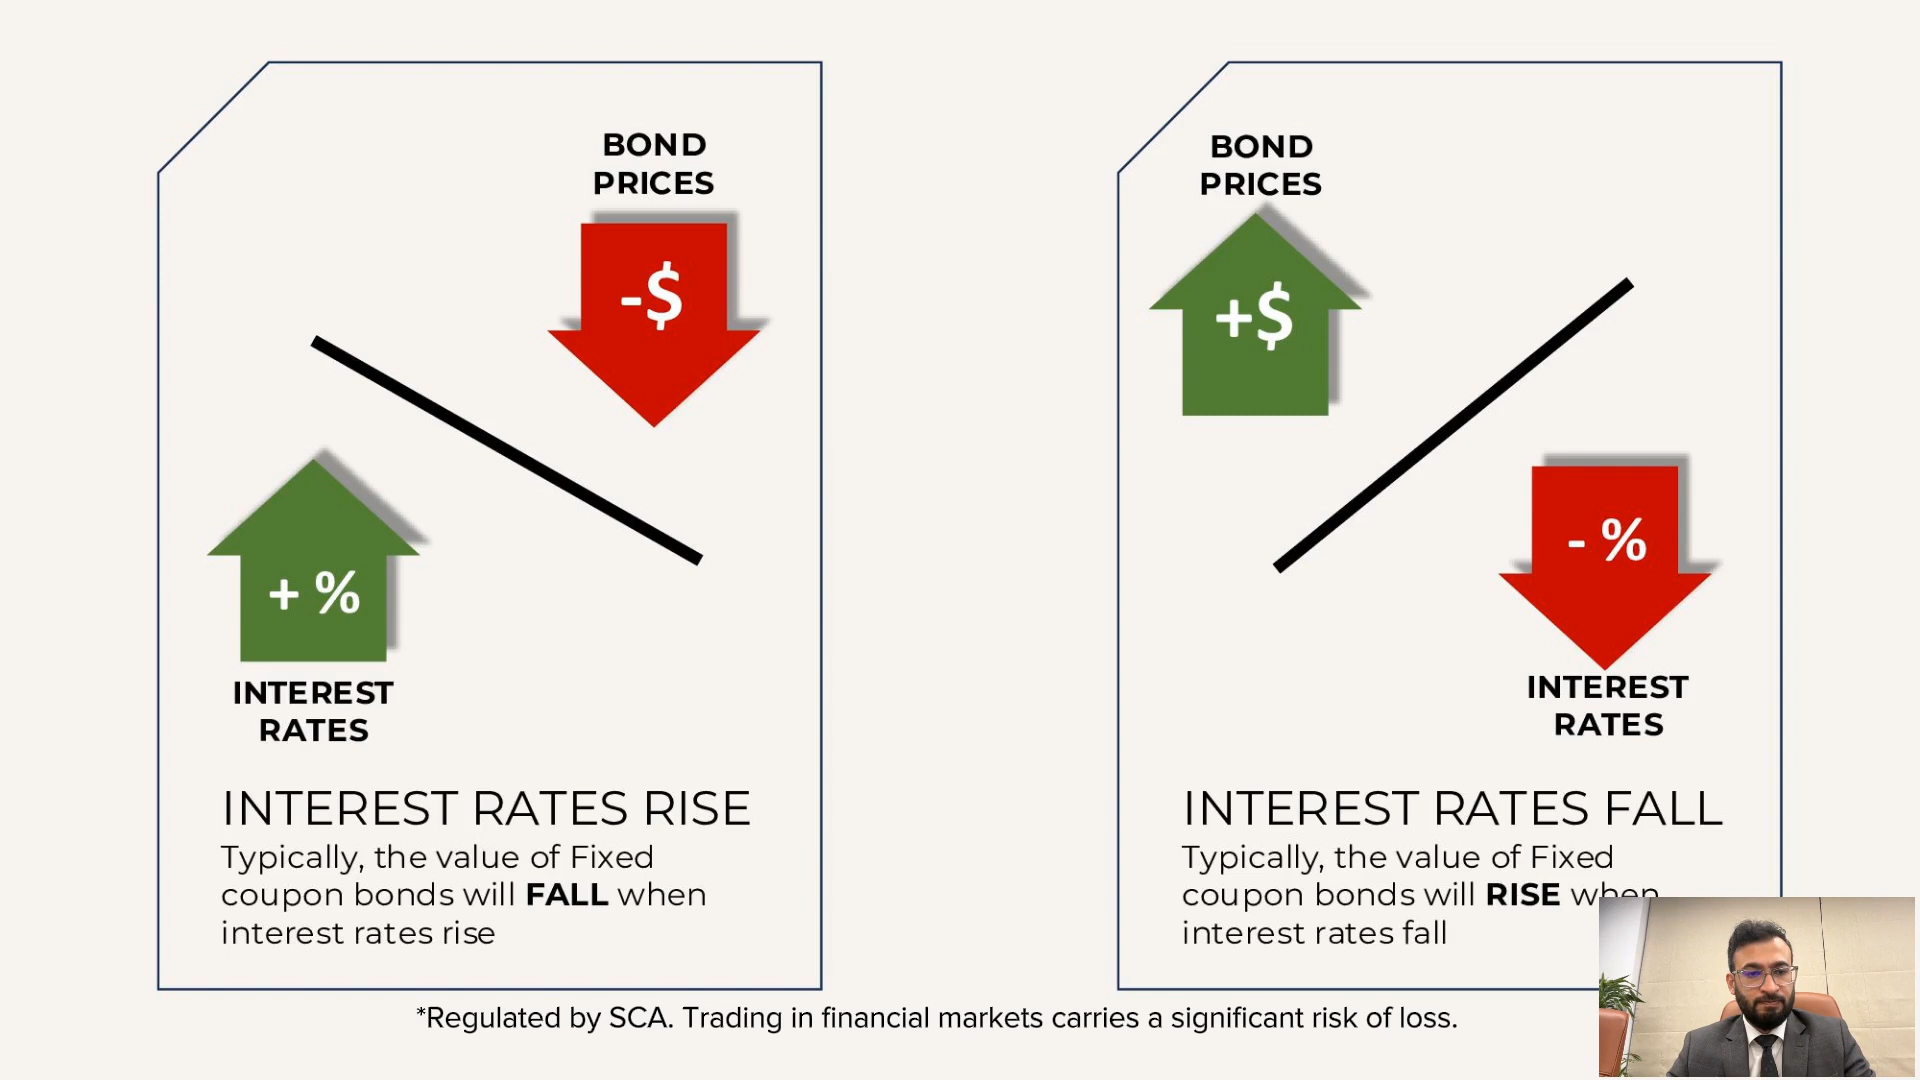 BOND
PRICES
-$
+ %
INTEREST
RATES
INTEREST RATES RISE
Typically, the value of Fixed
coupon bonds will FALL when
interest rates rise
BOND
PRICES
+$
- %
INTEREST
RATES
INTEREST RATES FALL
Typically, the value of Fixed
coupon bonds will RISE when
interest rates fall
*Regulated by SCA. Trading in financial markets carries a significant risk of loss.